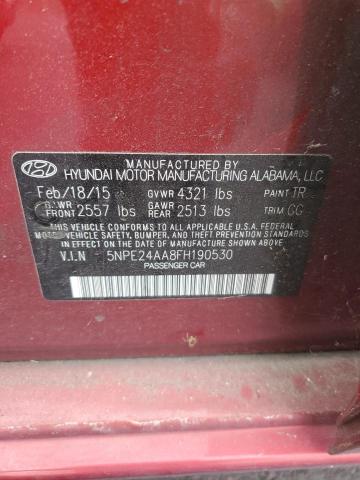 MANUFACTURED BY
HYUNDAI MOTOR MANUFACTURING ALABAMA, LLC
Feb/18/15 GVWR 4321 lbs PAINT TR
GAWR FRONT 2557 lbs GAWR REAR 2513 lbs TRIM GG
THIS VEHICLE CONFORMS TO ALL APPLICABLE U.S.A. FEDERAL
MOTOR VEHICLE SAFETY, BUMPER, AND THEFT PREVENTION STANDARDS
IN EFFECT ON THE DATE OF MANUFACTURE SHOWN ABOVE.
V.I.N 5NPE24AA8FH190530
PASSENGER CAR